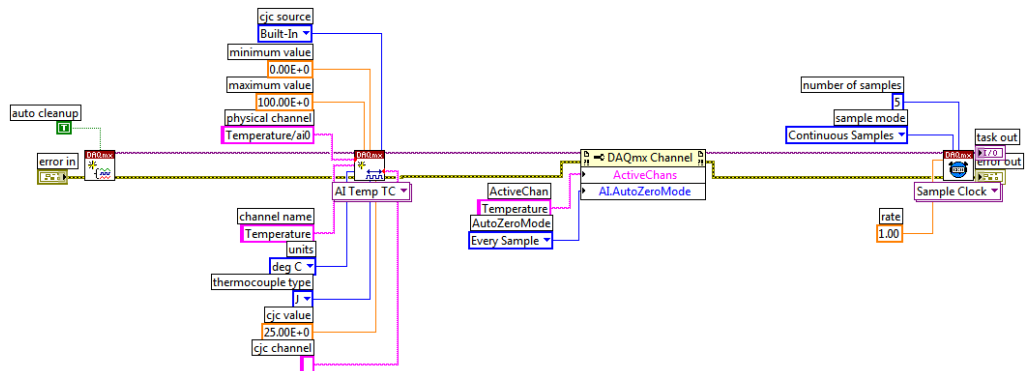 cjc source
Built-In
minimum value
0.00E+0
maximum value
100.00E+0
physical channel
Temperature/ai0
auto cleanup
T
error in
DAQmx
DAQmx
AI Temp TC
channel name
Temperature
units
deg C
thermocouple type
J
cjc value
25.00E+0
cjc channel
DAQmx Channel
ActiveChans
AI.AutoZeroMode
ActiveChan
Temperature
AutoZeroMode
Every Sample
number of samples
5
sample mode
Continuous Samples
DAQmx
Sample Clock
rate
1.00
task out
I/O
error out